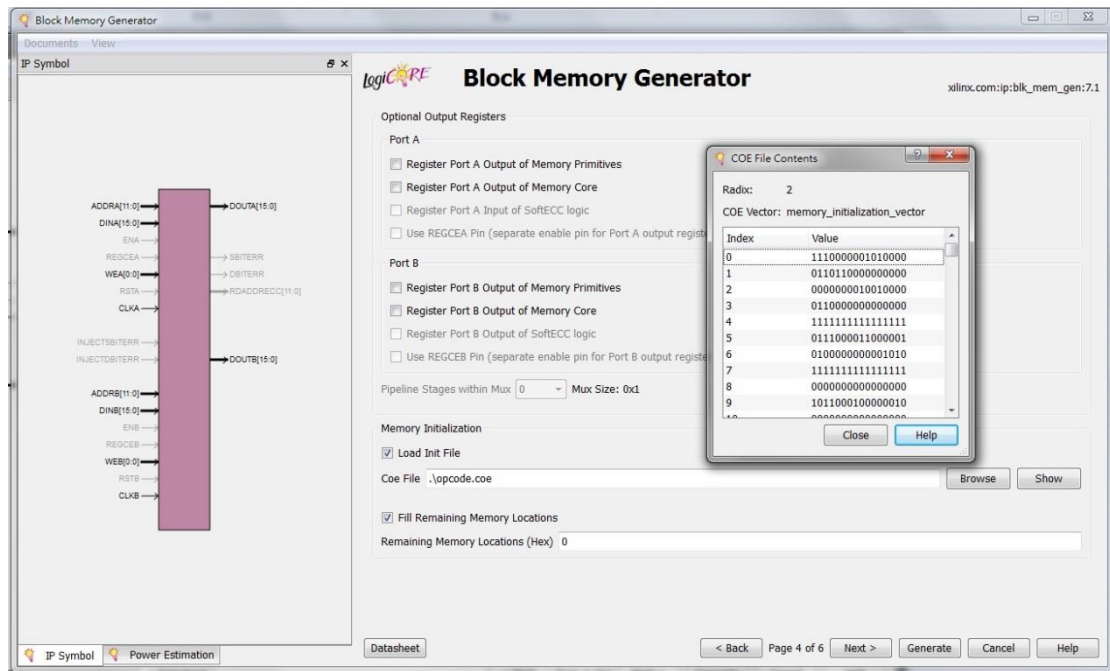 Block Memory Generator
Documents View
IP Symbol
ADDRA[11:0]
DOUTA[15:0]
DINA[15:0]
ENA
REGCEA
SBITERR
WEA[0:0]
DBITERR
RSTA
RDADDRECC[11:0]
CLKA
INJECTSBITERR
INJECTDBITERR
DOUTB[15:0]
ADDRB[11:0]
DINB[15:0]
ENB
REGCEB
WEB[0:0]
RSTB
CLKB
IP Symbol Power Estimation
logiCORE
Block Memory Generator
xilinx.com:ip:blk_mem_gen:7.1
Optional Output Registers
Port A
Register Port A Output of Memory Primitives
Register Port A Output of Memory Core
Register Port A Input of SoftECC logic
Use REGCEA Pin (separate enable pin for Port A output registe
Port B
Register Port B Output of Memory Primitives
Register Port B Output of Memory Core
Register Port B Output of SoftECC logic
Use REGCEB Pin (separate enable pin for Port B output registe
Pipeline Stages within Mux 0 Mux Size: 0x1
Memory Initialization
Load Init File
Coe File .\opcode.coe Browse Show
Fill Remaining Memory Locations
Remaining Memory Locations (Hex) 0
Datasheet < Back Page 4 of 6 Next > Generate Cancel Help
COE File Contents
Radix: 2
COE Vector: memory_initialization_vector
Index Value
0 1110000001010000
1 0110110000000000
2 0000000010010000
3 0110000000000000
4 1111111111111111
5 0111000011000001
6 0100000000001010
7 1111111111111111
8 0000000000000000
9 1011000100000010
Close Help